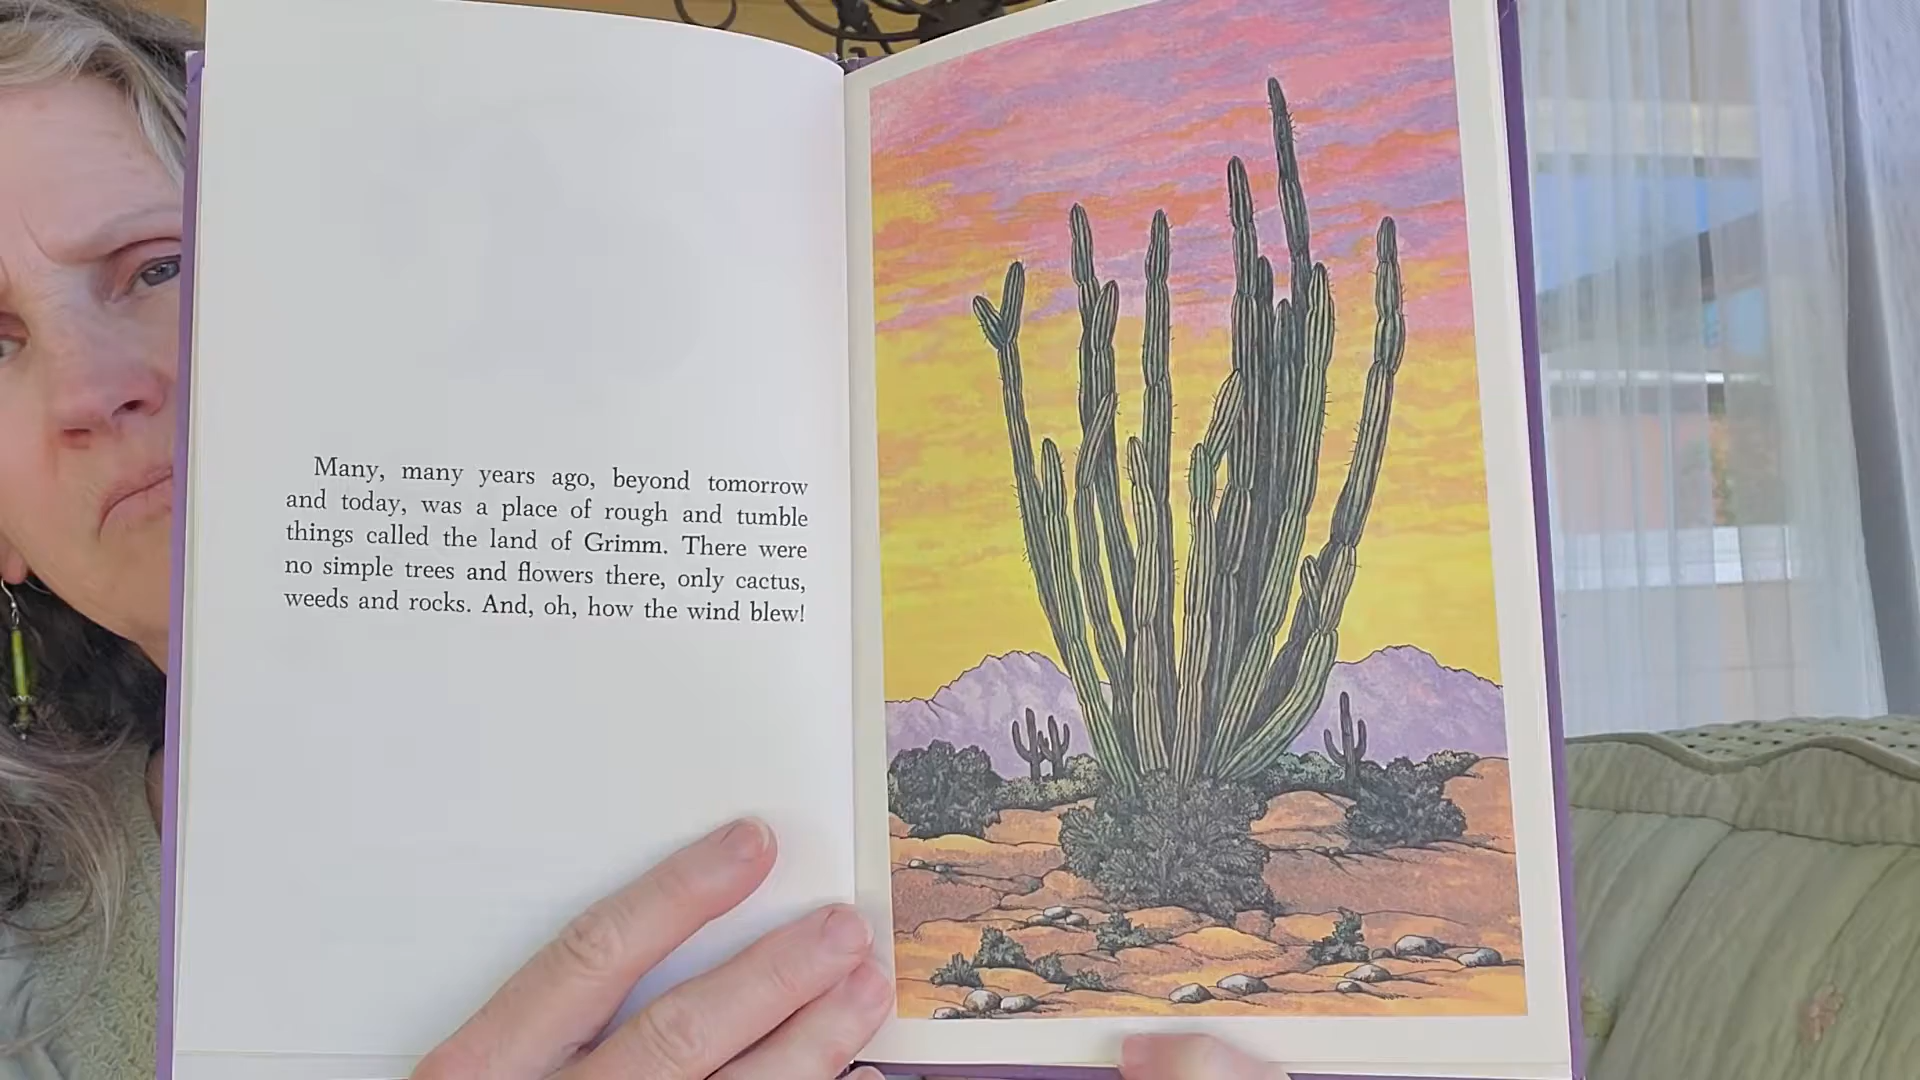 Many, many years ago, beyond tomorrow
and today, was a place of rough and tumble
things called the land of Grimm. There were
no simple trees and flowers there, only cactus,
weeds and rocks. And, oh, how the wind blew!